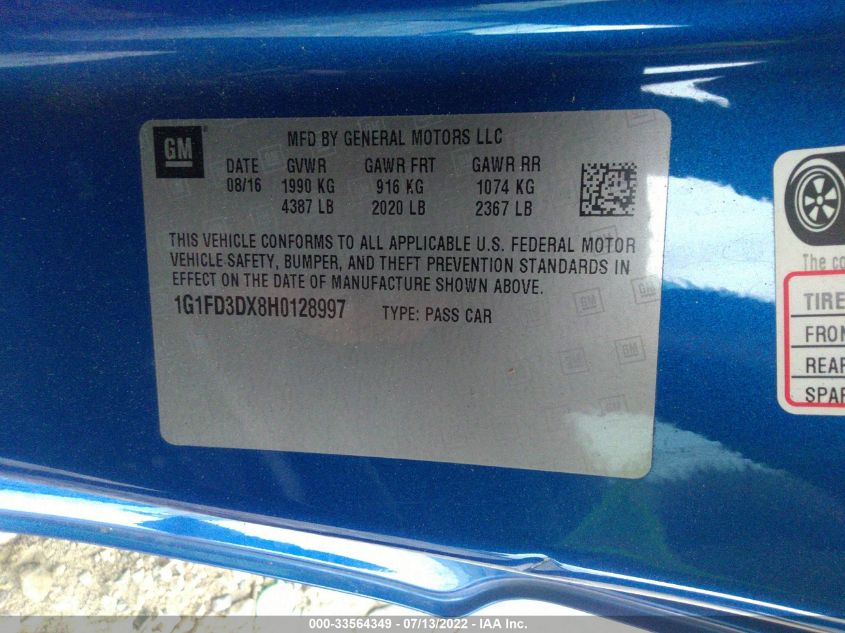 GM
MFD BY GENERAL MOTORS LLC
DATE GVWR GAWR FRT GAWR RR
08/16 1990 KG 916 KG 1074 KG
4387 LB 2020 LB 2367 LB
THIS VEHICLE CONFORMS TO ALL APPLICABLE U.S. FEDERAL MOTOR
VEHICLE SAFETY, BUMPER, AND THEFT PREVENTION STANDARDS IN
EFFECT ON THE DATE OF MANUFACTURE SHOWN ABOVE.
1G1FD3DX8H0128997 TYPE: PASS CAR
The
TIRE
000-33564349 - 07/13/2022 - IAA Inc.